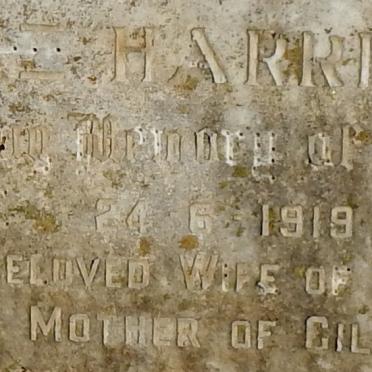 E HARR
Memory of
24 6 1919
ELOVED WIFE OF
MOTHER OF GIL